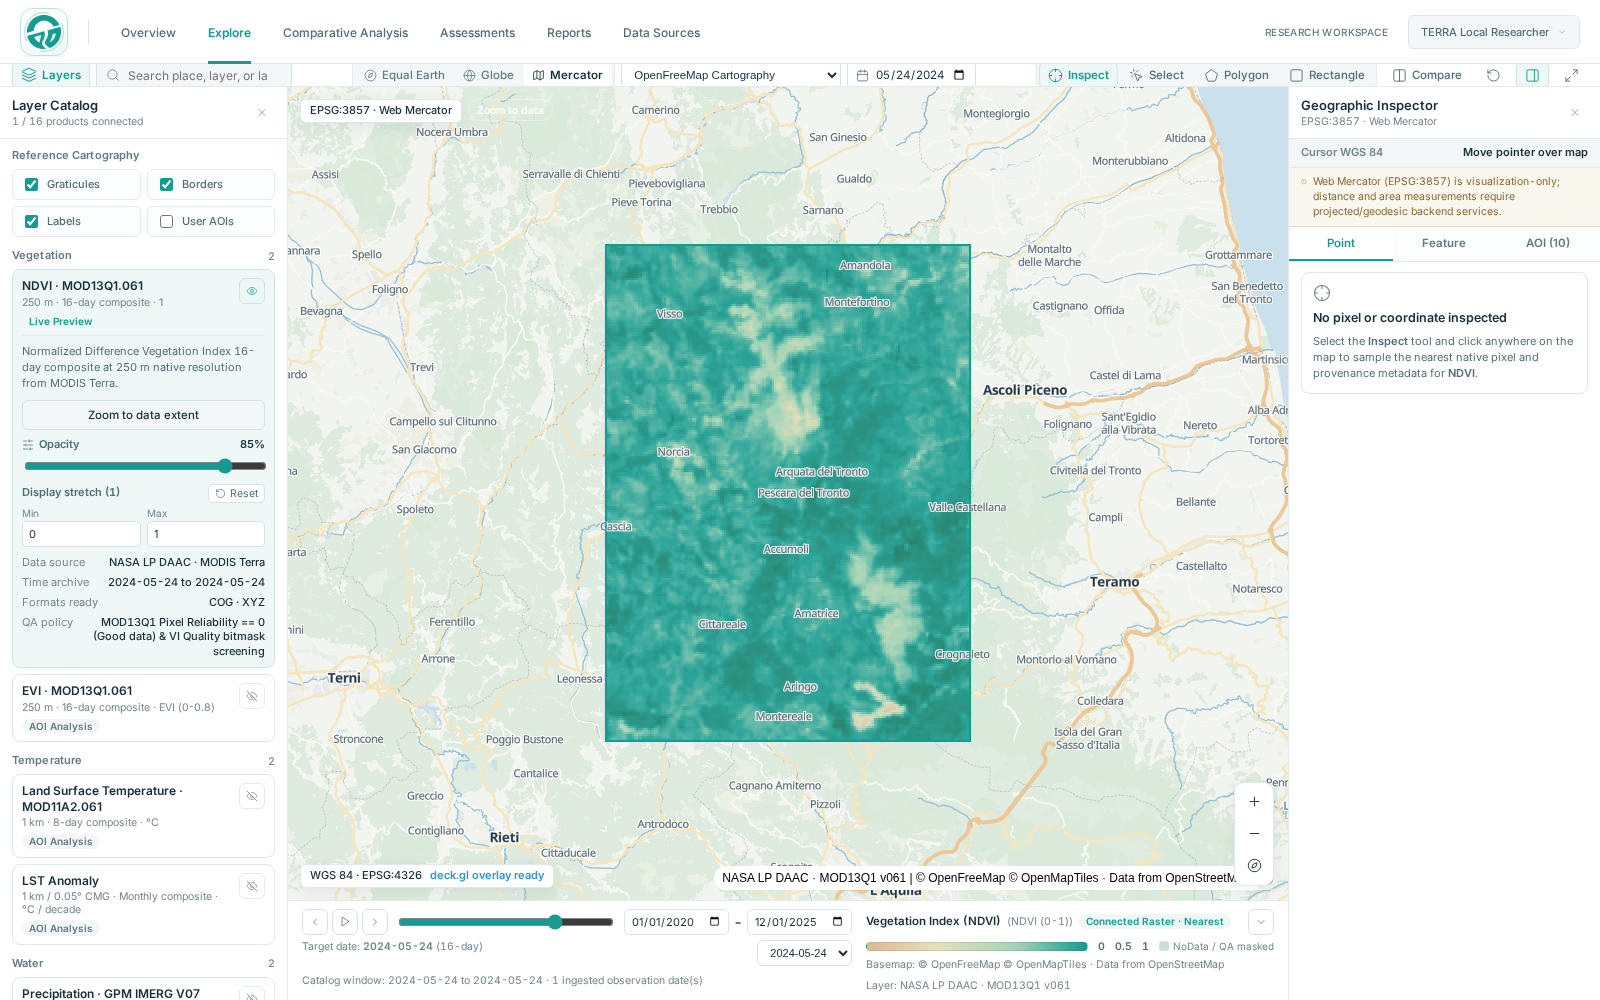 Overview
Explore
Comparative Analysis
Assessments
Reports
Data Sources
RESEARCH WORKSPACE
TERRA Local Researcher
Layers
Search place, layer, or la
Equal Earth
Globe
Mercator
OpenFreeMap Cartography
05/24/2024
Inspect
Select
Polygon
Rectangle
Compare
Layer Catalog
1 / 16 products connected
Reference Cartography
Graticules
Borders
Labels
User AOIs
Vegetation
2
NDVI · MOD13Q1.061
250 m · 16-day composite · 1
Live Preview
Normalized Difference Vegetation Index 16-
day composite at 250 m native resolution
from MODIS Terra.
Zoom to data extent
Opacity
85%
Display stretch (1)
Reset
Min
Max
0
1
Data source
NASA LP DAAC · MODIS Terra
Time archive
2024-05-24 to 2024-05-24
Formats ready
COG · XYZ
QA policy
MOD13Q1 Pixel Reliability == 0
(Good data) & VI Quality bitmask
screening
EVI · MOD13Q1.061
250 m · 16-day composite · EVI (0-0.8)
AOI Analysis
Temperature
2
Land Surface Temperature ·
MOD11A2.061
1 km · 8-day composite · °C
AOI Analysis
LST Anomaly
1 km / 0.05° CMG · Monthly composite ·
°C / decade
AOI Analysis
Water
2
Precipitation · GPM IMERG V07
EPSG:3857 · Web Mercator
Zoom to data
Camerino
Montegiorgio
Nocera Umbra
San Ginesio
Altidona
Monterubbiano
Assisi
Serravalle di Chienti
Pievebovigliana
Gualdo
Pieve Torina
Trebbio
Sarnano
annara
Spello
Montalto
delle Marche
Grottammare
Amandola
Foligno
San Benedetto
del Tronto
Bevagna
Visso
Montefortino
Castignano
Offida
Martinsic
ardo
Trevi
Castel di Lama
Ascoli Piceno
Campello sul Clitunno
Sant'Egidio
alla Vibrata
Alba Adr
Folignano
Nereto
Tortoret
San Giacomo
Norcia
Arquata del Tronto
Civitella del Tronto
na
Pescara del Tronto
Bellante
Spoleto
Valle Castellana
Campli
Cascia
Accumoli
arta
Castellalto
Teramo
Notaresco
Amatrice
Ferentillo
Cittareale
nini
Arrone
Crognaleto
Montorio al Vomano
Terni
Leonessa
Aringo
Colledara
Montereale
Stroncone
Poggio Bustone
Isola del Gran
Sasso d'Italia
Cantalice
Cagnano Amiterno
Penr
Greccio
Pizzoli
Contigliano
Antrodoco
Rieti
Cittaducale
L'Aquila
WGS 84 · EPSG:4326
deck.gl overlay ready
NASA LP DAAC · MOD13Q1 v061 | © OpenFreeMap © OpenMapTiles · Data from OpenStreetM
+
−
Geographic Inspector
EPSG:3857 · Web Mercator
Cursor WGS 84
Move pointer over map
Web Mercator (EPSG:3857) is visualization-only;
distance and area measurements require
projected/geodesic backend services.
Point
Feature
AOI (10)
No pixel or coordinate inspected
Select the Inspect tool and click anywhere on the
map to sample the nearest native pixel and
provenance metadata for NDVI.
01/01/2020
–
12/01/2025
Target date: 2024-05-24 (16-day)
2024-05-24
Catalog window: 2024-05-24 to 2024-05-24 · 1 ingested observation date(s)
Vegetation Index (NDVI)
(NDVI (0-1))
Connected Raster · Nearest
0
0.5
1
NoData / QA masked
Basemap: © OpenFreeMap © OpenMapTiles · Data from OpenStreetMap
Layer: NASA LP DAAC · MOD13Q1 v061